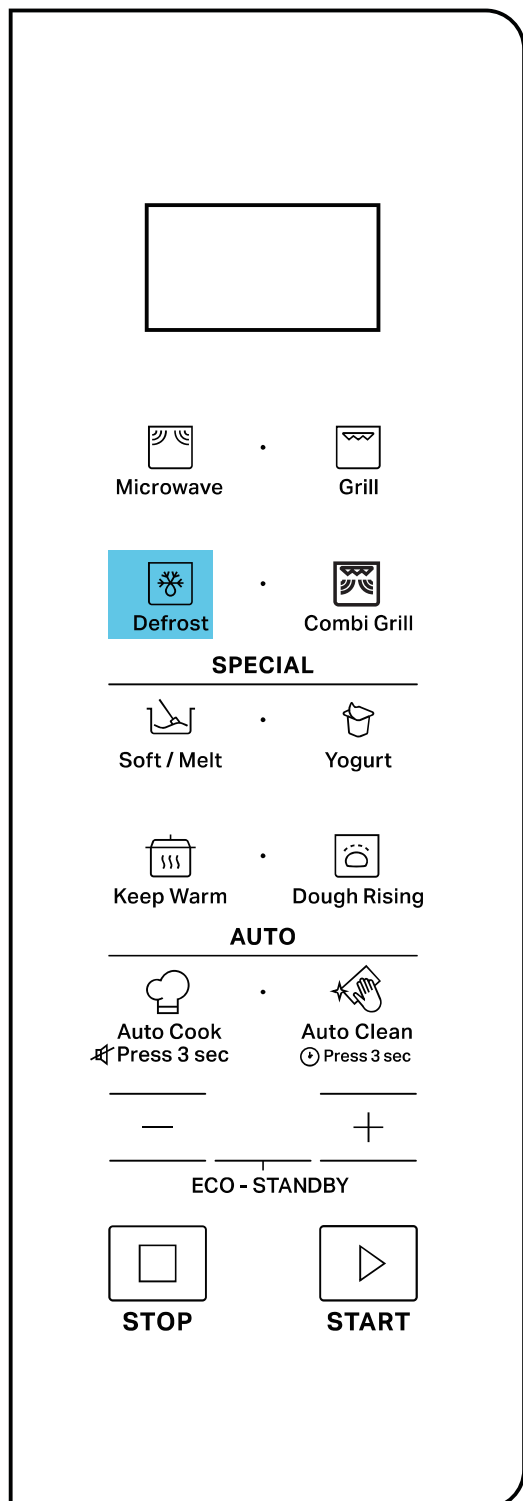 Microwave
Grill
Defrost
Combi Grill
SPECIAL
Soft / Melt
Yogurt
Keep Warm
Dough Rising
AUTO
Auto Cook
Press 3 sec
Auto Clean
Press 3 sec
− +
ECO - STANDBY
STOP
START